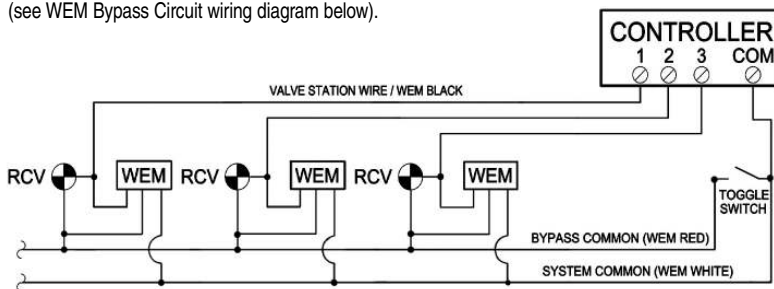 (see WEM Bypass Circuit wiring diagram below).
CONTROLLER
1 2 3 COM
VALVE STATION WIRE / WEM BLACK
RCV WEM RCV WEM RCV WEM
TOGGLE
SWITCH
BYPASS COMMON (WEM RED)
SYSTEM COMMON (WEM WHITE)